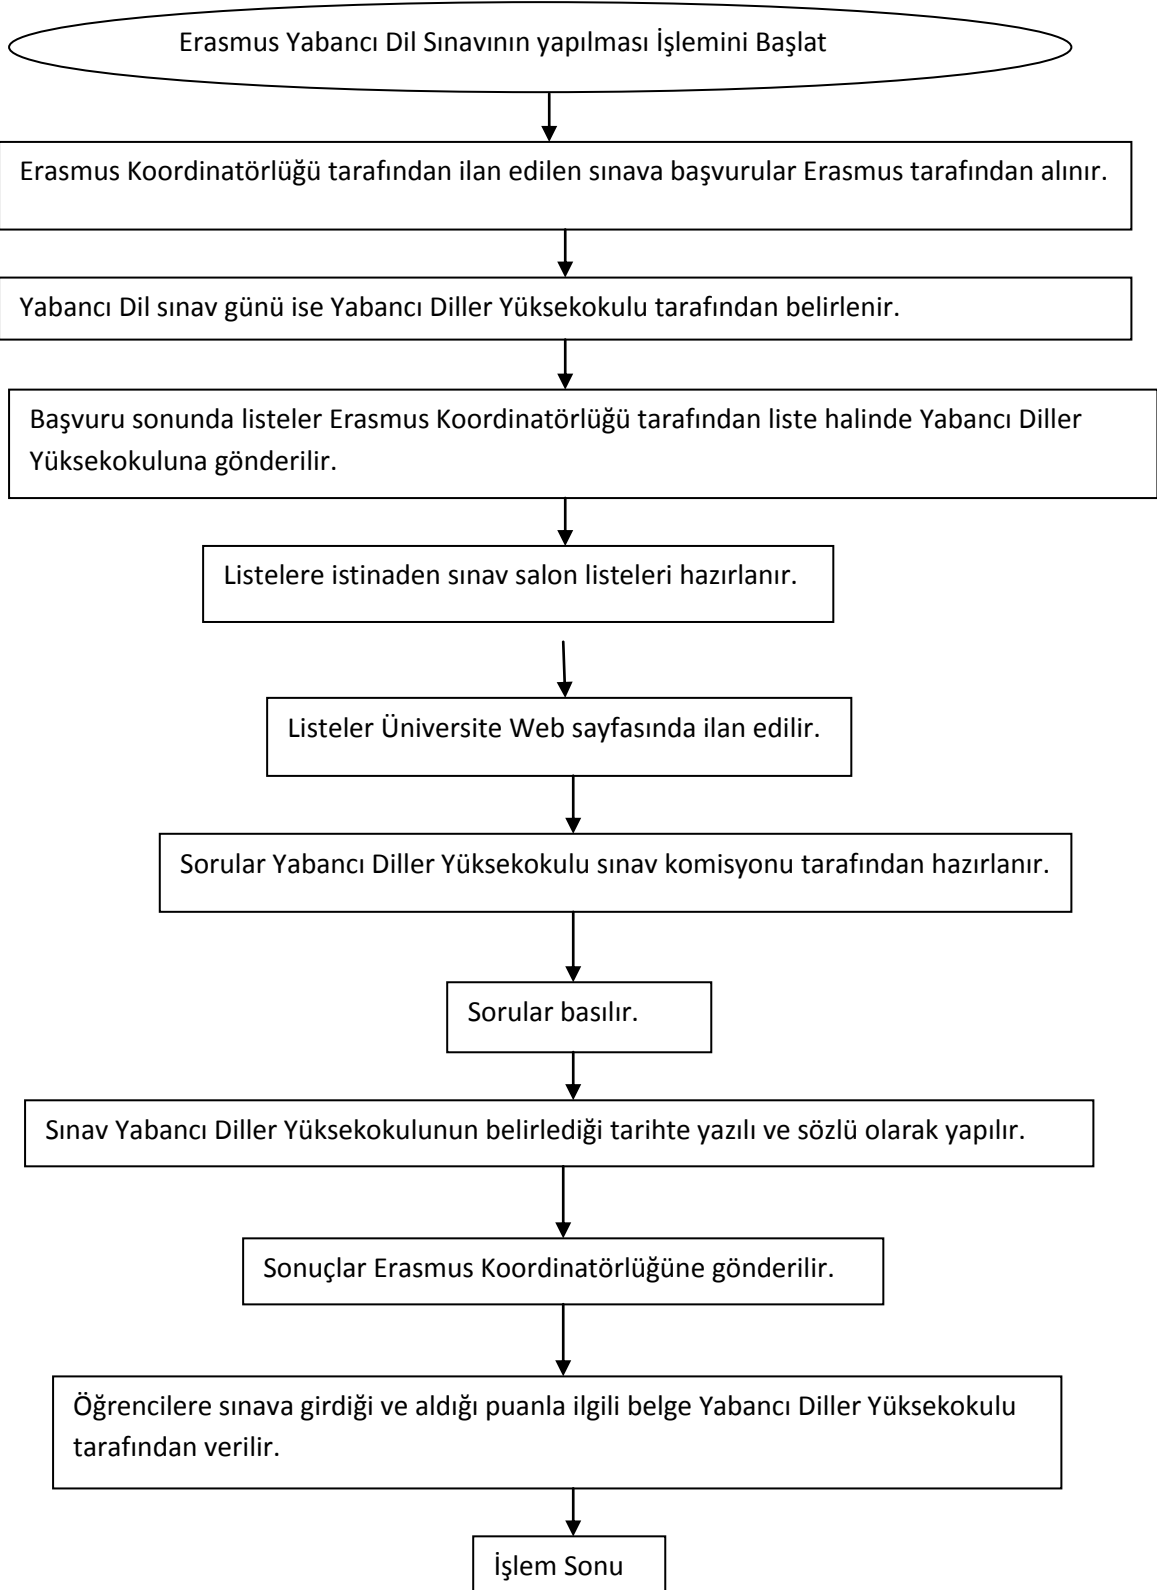 Erasmus Yabancı Dil Sınavının yapılması İşlemini Başlat
Erasmus Koordinatörlüğü tarafından ilan edilen sınava başvurular Erasmus tarafından alınır.
Yabancı Dil sınav günü ise Yabancı Diller Yüksekokulu tarafından belirlenir.
Başvuru sonunda listeler Erasmus Koordinatörlüğü tarafından liste halinde Yabancı Diller
Yüksekokuluna gönderilir.
Listelere istinaden sınav salon listeleri hazırlanır.
Listeler Üniversite Web sayfasında ilan edilir.
Sorular Yabancı Diller Yüksekokulu sınav komisyonu tarafından hazırlanır.
Sorular basılır.
Sınav Yabancı Diller Yüksekokulunun belirlediği tarihte yazılı ve sözlü olarak yapılır.
Sonuçlar Erasmus Koordinatörlüğüne gönderilir.
Öğrencilere sınava girdiği ve aldığı puanla ilgili belge Yabancı Diller Yüksekokulu
tarafından verilir.
İşlem Sonu